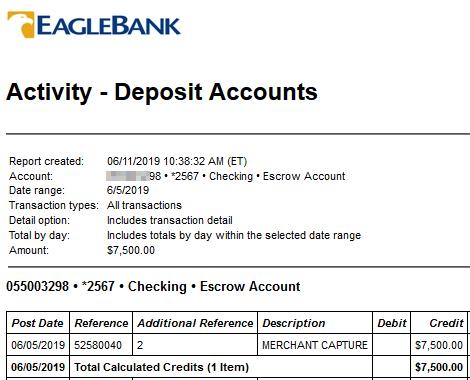 EAGLEBANK
Activity - Deposit Accounts
Report created: 06/11/2019 10:38:32 AM (ET)
Account: 98 • *2567 • Checking • Escrow Account
Date range: 6/5/2019
Transaction types: All transactions
Detail option: Includes transaction detail
Total by day: Includes totals by day within the selected date range
Amount: $7,500.00
055003298 • *2567 • Checking • Escrow Account
Post Date Reference Additional Reference Description Debit Credit
06/05/2019 52580040 2 MERCHANT CAPTURE $7,500.00
06/05/2019 Total Calculated Credits (1 Item) $7,500.00